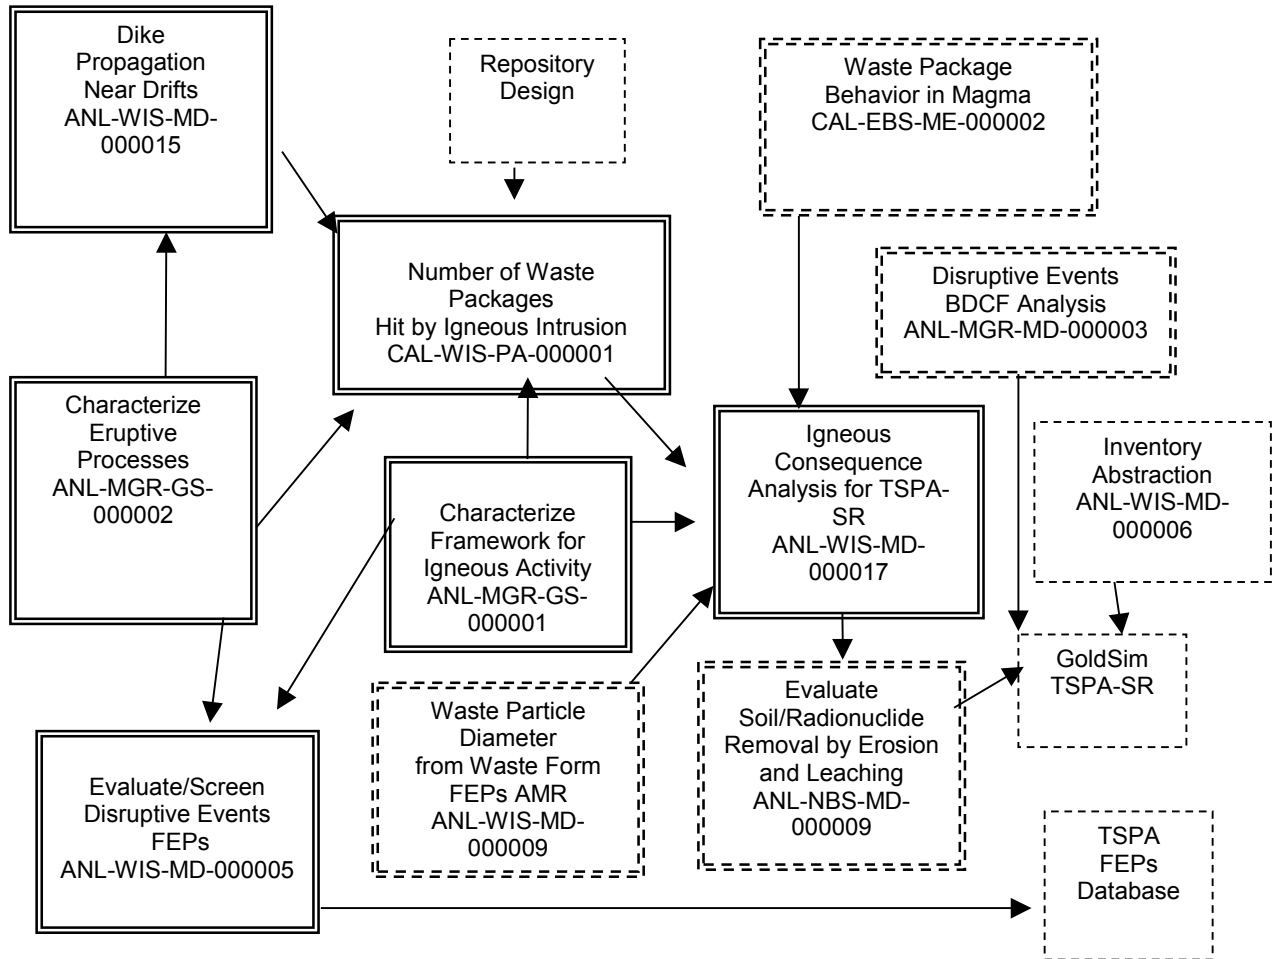 Dike
Propagation
Near Drifts
ANL-WIS-MD-
000015
Repository
Design
Waste Package
Behavior in Magma
CAL-EBS-ME-000002
Number of Waste
Packages
Hit by Igneous Intrusion
CAL-WIS-PA-000001
Disruptive Events
BDCF Analysis
ANL-MGR-MD-000003
Characterize
Eruptive
Processes
ANL-MGR-GS-
000002
Characterize
Framework for
Igneous Activity
ANL-MGR-GS-
000001
Igneous
Consequence
Analysis for TSPA-
SR
ANL-WIS-MD-
000017
Inventory
Abstraction
ANL-WIS-MD-
000006
GoldSim
TSPA-SR
Evaluate/Screen
Disruptive Events
FEPs
ANL-WIS-MD-000005
Waste Particle
Diameter
from Waste Form
FEPs AMR
ANL-WIS-MD-
000009
Evaluate
Soil/Radionuclide
Removal by Erosion
and Leaching
ANL-NBS-MD-
000009
TSPA
FEPs
Database